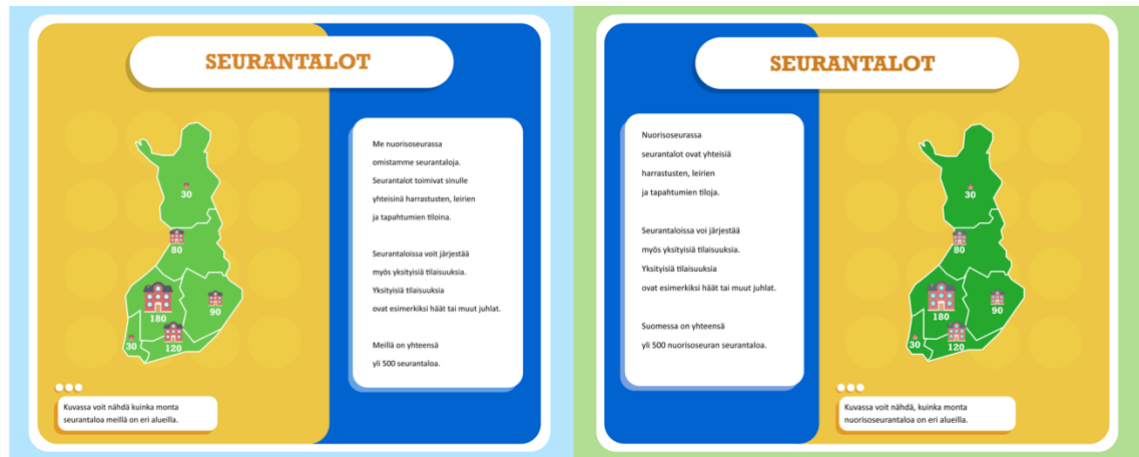 SEURANTALOT
Me nuorisoseurassa
omistamme seurantaloja.
Seurantalot toimivat sinulle
yhteisinä harrastusten, leirien
ja tapahtumien tiloina.
Seurantaloissa voit järjestää
myös yksityisiä tilaisuuksia.
Yksityisiä tilaisuuksia
ovat esimerkiksi häät tai muut juhlat.
Meillä on yhteensä
yli 500 seurantaloa.
30
80
180
90
30
120
Kuvassa voit nähdä kuinka monta
seurantaloa meillä on eri alueilla.
SEURANTALOT
Nuorisoseurassa
seurantalot ovat yhteisiä
harrastusten, leirien
ja tapahtumien tiloja.
Seurantaloissa voi järjestää
myös yksityisiä tilaisuuksia.
Yksityisiä tilaisuuksia
ovat esimerkiksi häät tai muut juhlat.
Suomessa on yhteensä
yli 500 nuorisoseuran seurantaloa.
30
80
180
90
30
120
Kuvassa voit nähdä, kuinka monta
nuorisoseurantaloa on eri alueilla.